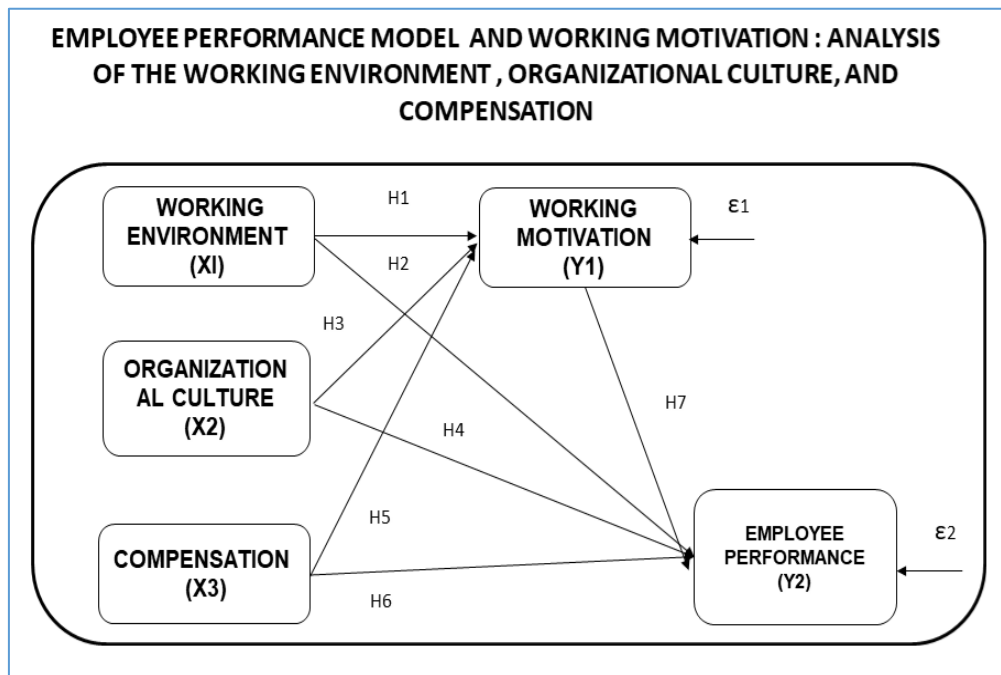 EMPLOYEE PERFORMANCE MODEL AND WORKING MOTIVATION : ANALYSIS
OF THE WORKING ENVIRONMENT , ORGANIZATIONAL CULTURE, AND
COMPENSATION
WORKING
ENVIRONMENT
(XI)
H1
H2
WORKING
MOTIVATION
(Y1)
ε1
H3
ORGANIZATION
AL CULTURE
(X2)
H4
H7
COMPENSATION
(X3)
H5
H6
EMPLOYEE
PERFORMANCE
(Y2)
ε2